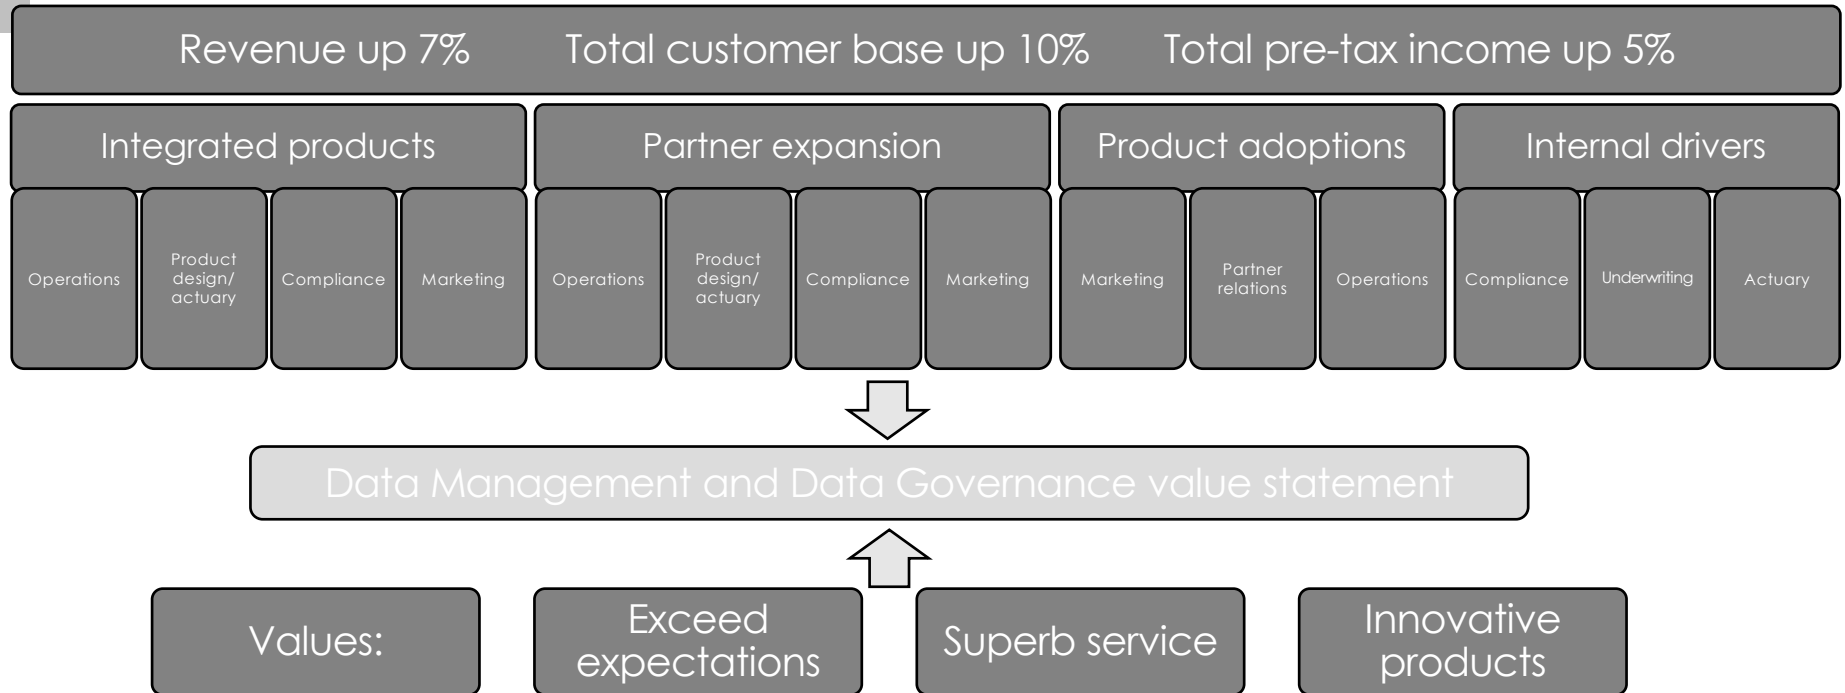 Revenue up 7% Total customer base up 10% Total pre-tax income up 5%
Integrated products
Partner expansion
Product adoptions
Internal drivers
Operations
Product
design/
actuary
Compliance
Marketing
Operations
Product
design/
actuary
Compliance
Marketing
Marketing
Partner
relations
Operations
Compliance
Underwriting
Actuary
Data Management and Data Governance value statement
Values:
Exceed
expectations
Superb service
Innovative
products